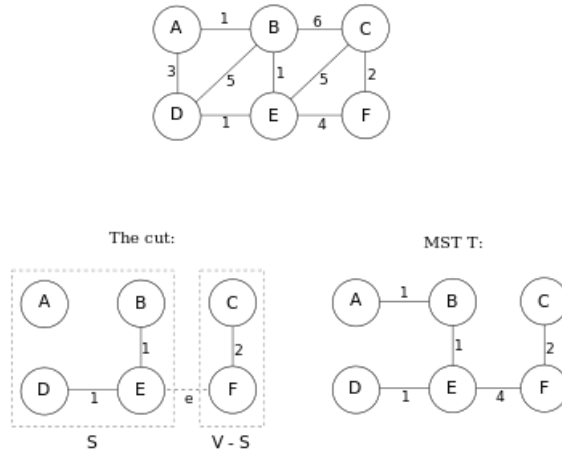 A 1 B 6 C
3 5 1 5 2
D 1 E 4 F
The cut:
MST T:
A B C
1 2
D 1 E e F
S V - S
A 1 B C
1 2
D 1 E 4 F